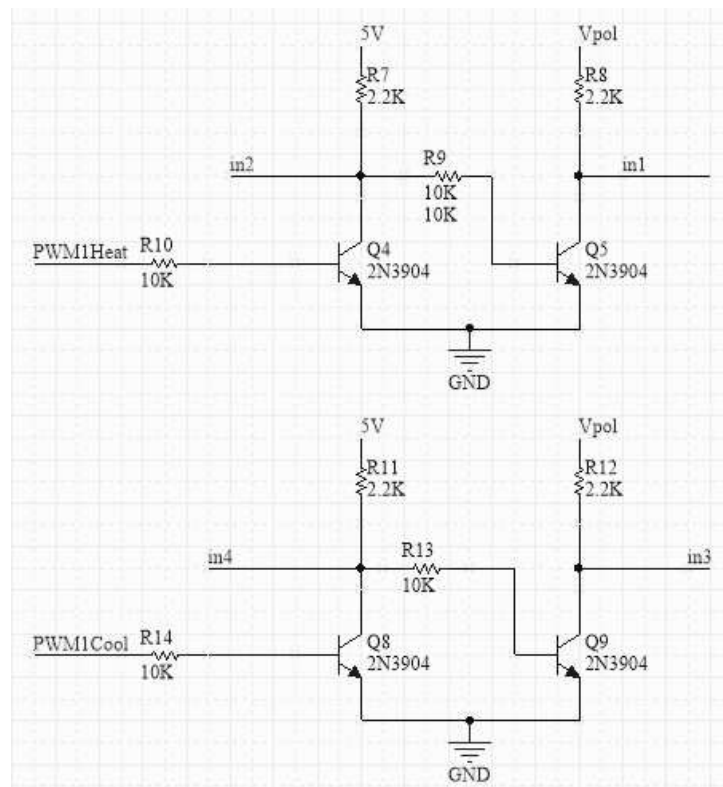 5V
Vpol
R7
2.2K
R8
2.2K
in2
R9
10K
10K
in1
PWM1Heat
R10
10K
Q4
2N3904
Q5
2N3904
GND
5V
Vpol
R11
2.2K
R12
2.2K
in4
R13
10K
in3
PWM1Cool
R14
10K
Q8
2N3904
Q9
2N3904
GND